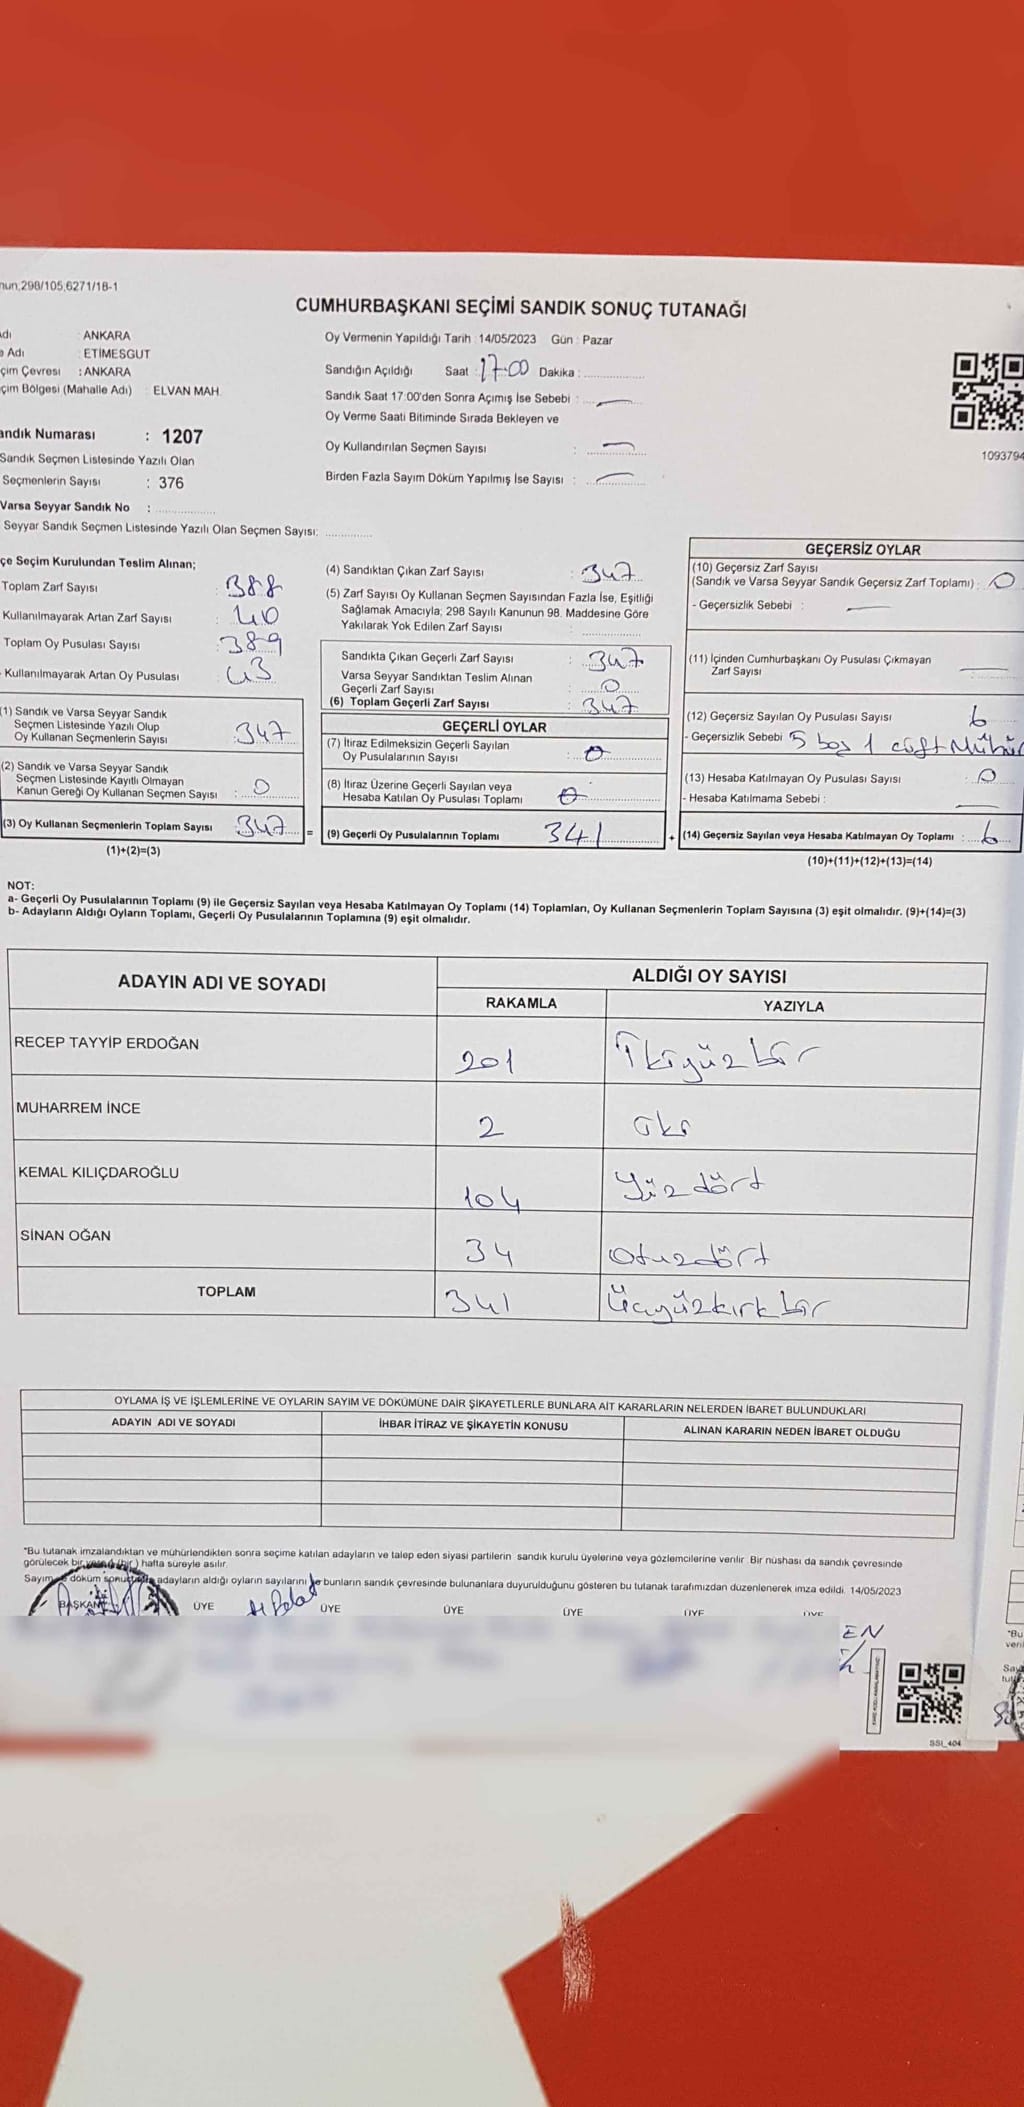 nun,298/105,6271/18-1
CUMHURBAŞKANI SEÇİMİ SANDIK SONUÇ TUTANAĞI
dı : ANKARA
Adı : ETİMESGUT
çim Çevresi : ANKARA
çim Bölgesi (Mahalle Adı) : ELVAN MAH.
andık Numarası : 1207
Sandık Seçmen Listesinde Yazılı Olan
Seçmenlerin Sayısı : 376
Varsa Seyyar Sandık No :
Seyyar Sandık Seçmen Listesinde Yazılı Olan Seçmen Sayısı:
Oy Vermenin Yapıldığı Tarih : 14/05/2023 Gün : Pazar
Sandığın Açıldığı Saat : 17:00 Dakika :
Sandık Saat 17:00'den Sonra Açımış İse Sebebi : —
Oy Verme Saati Bitiminde Sırada Bekleyen ve
Oy Kullandırılan Seçmen Sayısı : —
Birden Fazla Sayım Döküm Yapılmış İse Sayısı : —
1093794
çe Seçim Kurulundan Teslim Alınan;
Toplam Zarf Sayısı : 388
Kullanılmayarak Artan Zarf Sayısı : 40
Toplam Oy Pusulası Sayısı : 389
Kullanılmayarak Artan Oy Pusulası : 43
(1) Sandık ve Varsa Seyyar Sandık
Seçmen Listesinde Yazılı Olup
Oy Kullanan Seçmenlerin Sayısı : 347
(2) Sandık ve Varsa Seyyar Sandık
Seçmen Listesinde Kayıtlı Olmayan
Kanun Gereği Oy Kullanan Seçmen Sayısı : 0
(3) Oy Kullanan Seçmenlerin Toplam Sayısı : 347 =
(1)+(2)=(3)
(4) Sandıktan Çıkan Zarf Sayısı : 347
(5) Zarf Sayısı Oy Kullanan Seçmen Sayısından Fazla İse, Eşitliği
Sağlamak Amacıyla; 298 Sayılı Kanunun 98. Maddesine Göre
Yakılarak Yok Edilen Zarf Sayısı :
Sandıkta Çıkan Geçerli Zarf Sayısı : 347
Varsa Seyyar Sandıktan Teslim Alınan
Geçerli Zarf Sayısı : 0
(6) Toplam Geçerli Zarf Sayısı : 347
GEÇERLİ OYLAR
(7) İtiraz Edilmeksizin Geçerli Sayılan
Oy Pusulalarının Sayısı : 0
(8) İtiraz Üzerine Geçerli Sayılan veya
Hesaba Katılan Oy Pusulası Toplamı : 0
(9) Geçerli Oy Pusulalarının Toplamı 341 +
GEÇERSİZ OYLAR
(10) Geçersiz Zarf Sayısı
(Sandık ve Varsa Seyyar Sandık Geçersiz Zarf Toplamı) : 0
- Geçersizlik Sebebi : —
(11) İçinden Cumhurbaşkanı Oy Pusulası Çıkmayan
Zarf Sayısı —
(12) Geçersiz Sayılan Oy Pusulası Sayısı 6
- Geçersizlik Sebebi 5 boş 1 çift Mühür
(13) Hesaba Katılmayan Oy Pusulası Sayısı : 0
- Hesaba Katılmama Sebebi : —
(14) Geçersiz Sayılan veya Hesaba Katılmayan Oy Toplamı : 6
(10)+(11)+(12)+(13)=(14)
NOT:
a- Geçerli Oy Pusulalarının Toplamı (9) ile Geçersiz Sayılan veya Hesaba Katılmayan Oy Toplamı (14) Toplamları, Oy Kullanan Seçmenlerin Toplam Sayısına (3) eşit olmalıdır. (9)+(14)=(3)
b- Adayların Aldığı Oyların Toplamı, Geçerli Oy Pusulalarının Toplamına (9) eşit olmalıdır.
ADAYIN ADI VE SOYADI ALDIĞI OY SAYISI
RAKAMLA YAZIYLA
RECEP TAYYİP ERDOĞAN 201 İkiyüz bir
MUHARREM İNCE 2 iki
KEMAL KILIÇDAROĞLU 104 Yüz dört
SİNAN OĞAN 34 otuzdört
TOPLAM 341 Üçyüzkırk bir
OYLAMA İŞ VE İŞLEMLERİNE VE OYLARIN SAYIM VE DÖKÜMÜNE DAİR ŞİKAYETLERLE BUNLARA AİT KARARLARIN NELERDEN İBARET BULUNDUKLARI
ADAYIN ADI VE SOYADI İHBAR İTİRAZ VE ŞİKAYETİN KONUSU ALINAN KARARIN NEDEN İBARET OLDUĞU
*Bu tutanak imzalandıktan ve mühürlendikten sonra seçime katılan adayların ve talep eden siyasi partilerin sandık kurulu üyelerine veya gözlemcilerine verilir. Bir nüshası da sandık çevresinde
görülecek bir yere (bir) hafta süreyle asılır.
Sayım döküm adayların aldığı oyların sayılarını bunların sandık çevresinde bulunanlara duyurulduğunu gösteren bu tutanak tarafımızdan düzenlenerek imza edildi. 14/05/2023
BAŞKAN ÜYE ÜYE ÜYE ÜYE ÜYE ÜYE
EN
SSI_404
*Bu
veri
Say
tut